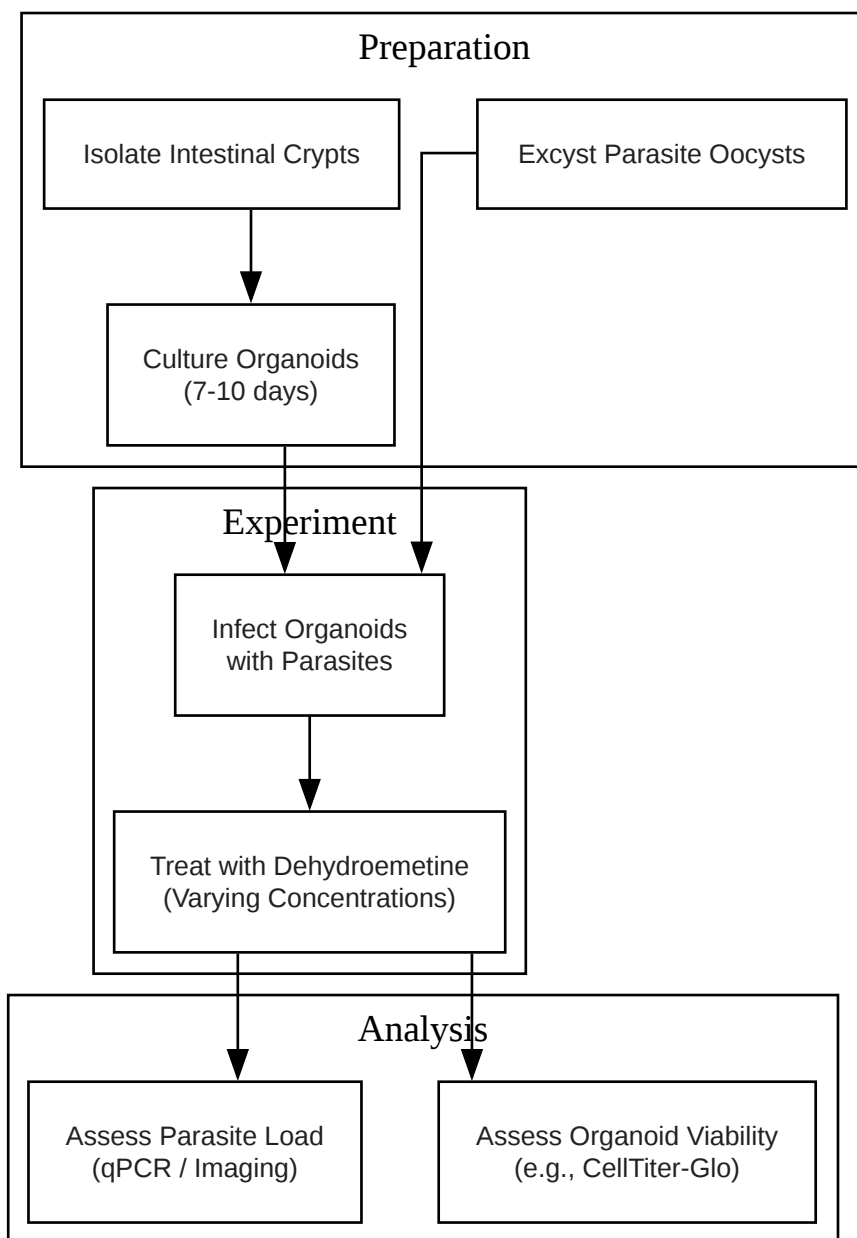 Preparation
Isolate Intestinal Crypts
Excyst Parasite Oocysts
Culture Organoids
(7-10 days)
Experiment
Infect Organoids
with Parasites
Treat with Dehydroemetine
(Varying Concentrations)
Analysis
Assess Parasite Load
(qPCR / Imaging)
Assess Organoid Viability
(e.g., CellTiter-Glo)